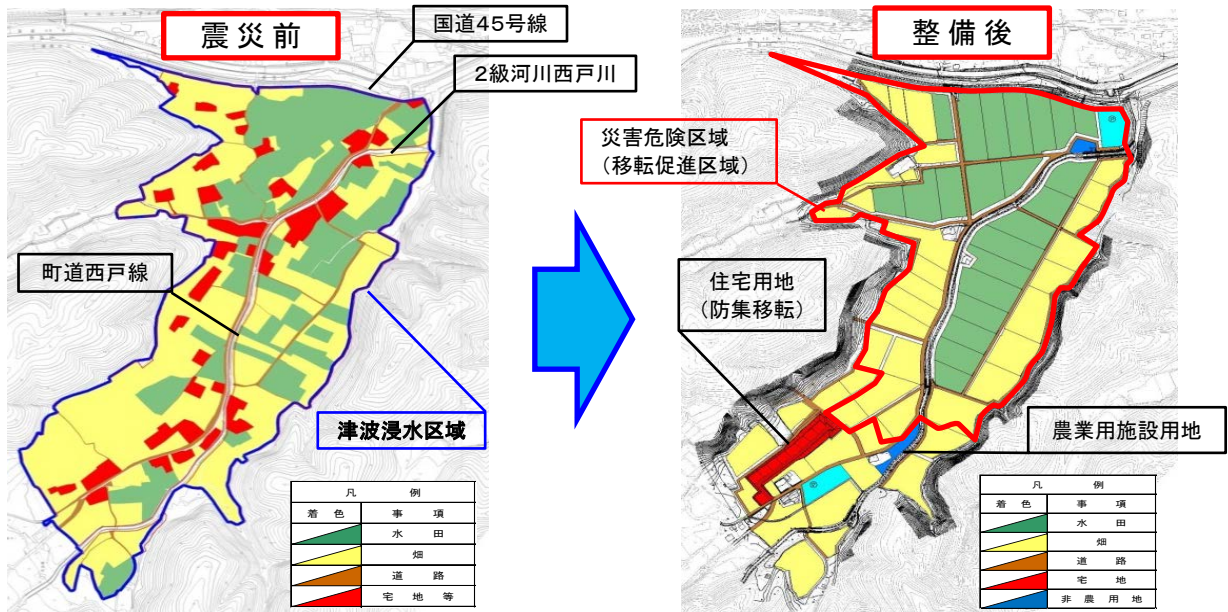 震災前
国道45号線
2級河川西戸川
町道西戸線
津波浸水区域
凡 例
着 色 事 項
水 田
畑
道 路
宅 地 等
整備後
災害危険区域
(移転促進区域)
住宅用地
(防集移転)
農業用施設用地
凡 例
着 色 事 項
水 田
畑
道 路
宅 地
非 農 用 地